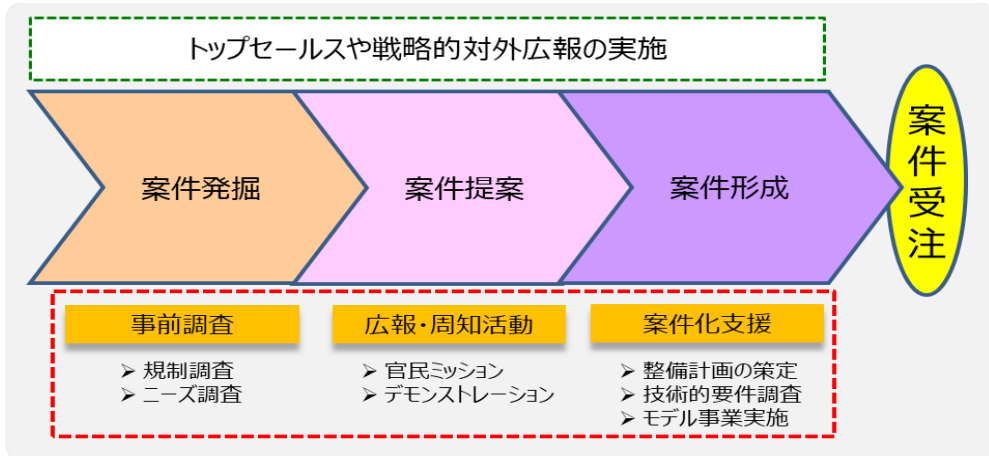 トップセールスや戦略的対外広報の実施
案件発掘
案件提案
案件形成
案件受注
事前調査
➢ 規制調査
➢ ニーズ調査
広報・周知活動
➢ 官民ミッション
➢ デモンストレーション
案件化支援
➢ 整備計画の策定
➢ 技術的要件調査
➢ モデル事業実施